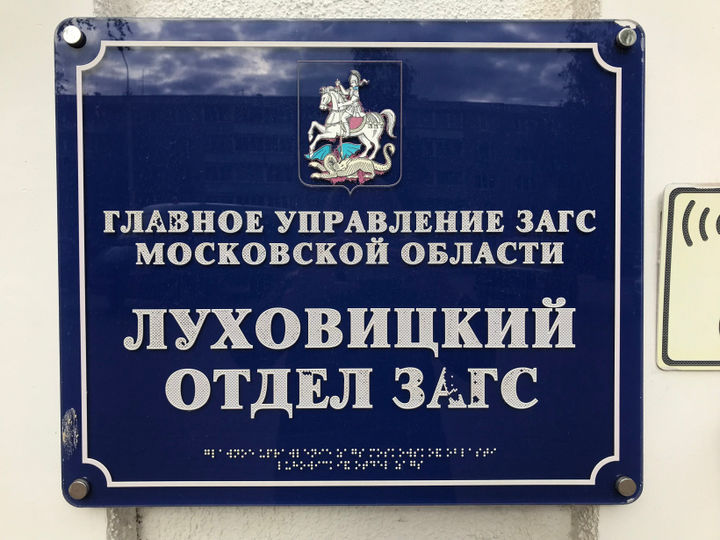 ГЛАВНОЕ УПРАВЛЕНИЕ ЗАГС
МОСКОВСКОЙ ОБЛАСТИ
ЛУХОВИЦКИЙ
ОТДЕЛ ЗАГС